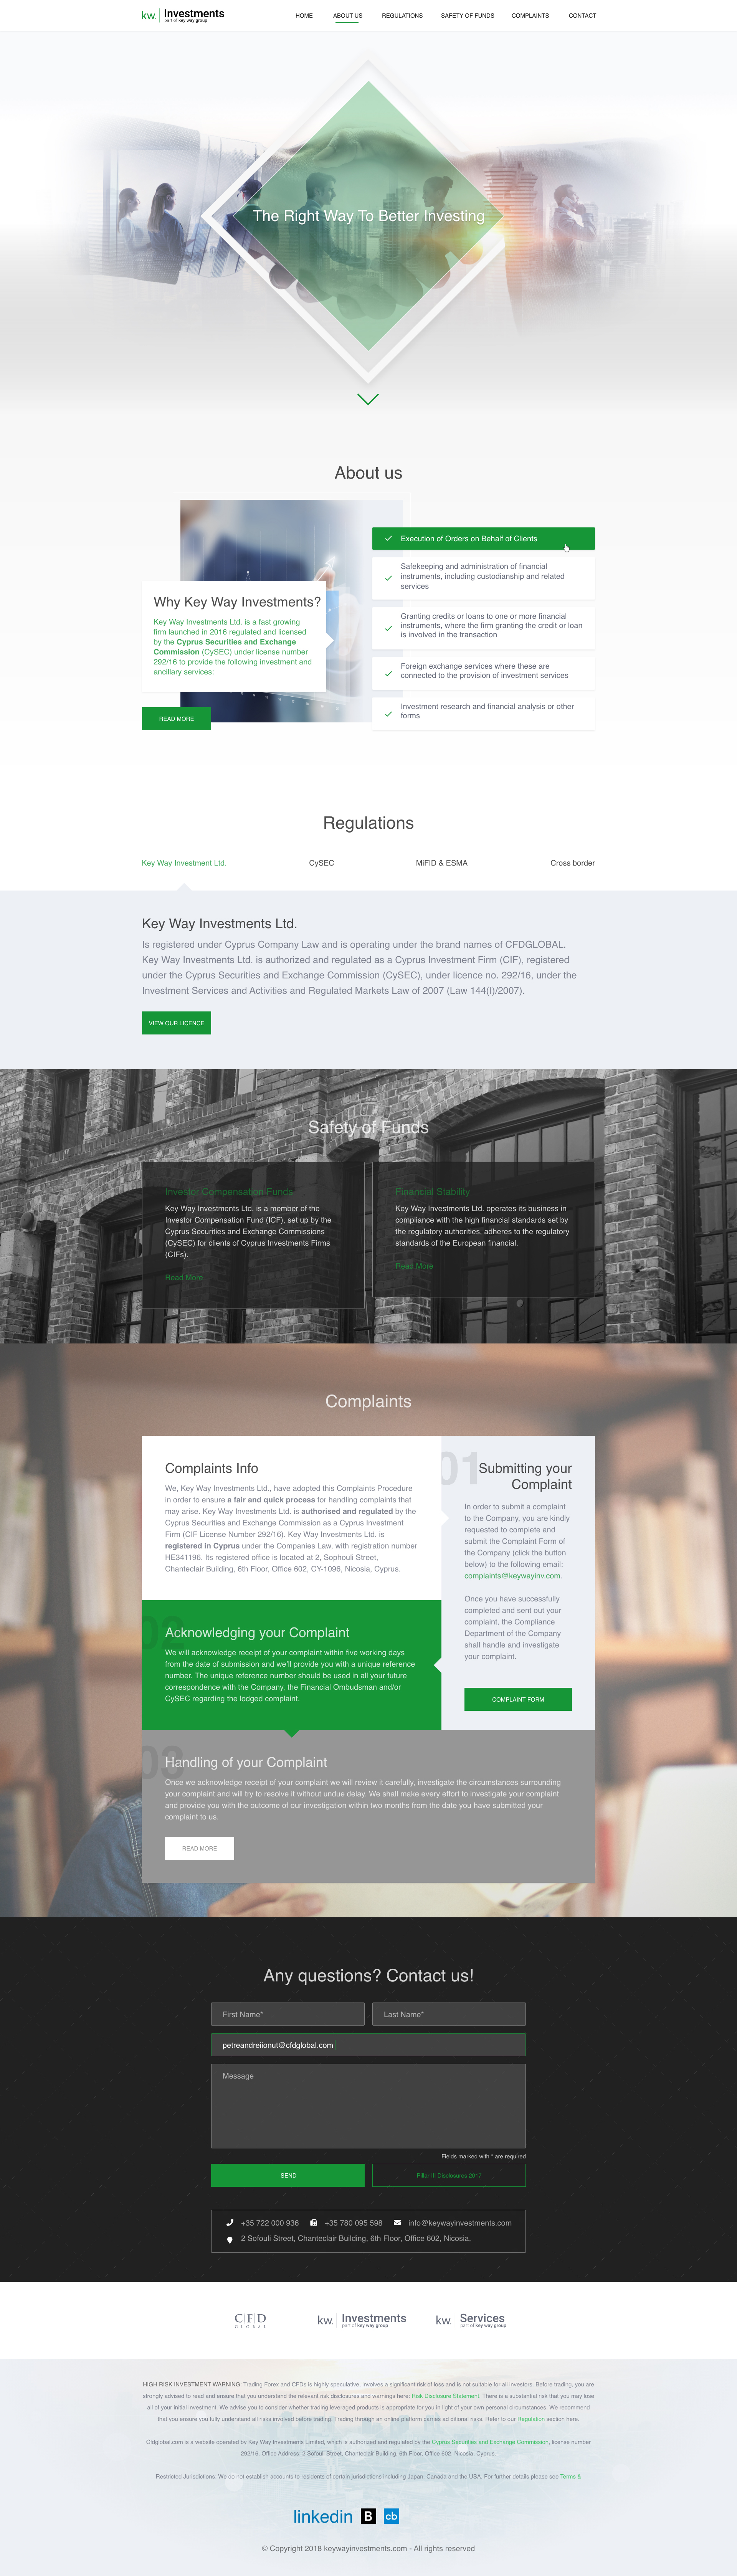 kw. Investments
part of key way group
HOME
ABOUT US
REGULATIONS
SAFETY OF FUNDS
COMPLAINTS
CONTACT
The Right Way To Better Investing
About us
Why Key Way Investments?
Key Way Investments Ltd. is a fast growing
firm launched in 2016 regulated and licensed
by the Cyprus Securities and Exchange
Commission (CySEC) under license number
292/16 to provide the following investment and
ancillary services:
READ MORE
Execution of Orders on Behalf of Clients
Safekeeping and administration of financial
instruments, including custodianship and related
services
Granting credits or loans to one or more financial
instruments, where the firm granting the credit or loan
is involved in the transaction
Foreign exchange services where these are
connected to the provision of investment services
Investment research and financial analysis or other
forms
Regulations
Key Way Investment Ltd.
CySEC
MiFID & ESMA
Cross border
Key Way Investments Ltd.
Is registered under Cyprus Company Law and is operating under the brand names of CFDGLOBAL.
Key Way Investments Ltd. is authorized and regulated as a Cyprus Investment Firm (CIF), registered
under the Cyprus Securities and Exchange Commission (CySEC), under licence no. 292/16, under the
Investment Services and Activities and Regulated Markets Law of 2007 (Law 144(I)/2007).
VIEW OUR LICENCE
Safety of Funds
Investor Compensation Funds
Key Way Investments Ltd. is a member of the
Investor Compensation Fund (ICF), set up by the
Cyprus Securities and Exchange Commissions
(CySEC) for clients of Cyprus Investments Firms
(CIFs).
Read More
Financial Stability
Key Way Investments Ltd. operates its business in
compliance with the high financial standards set by
the regulatory authorities, adheres to the regulatory
standards of the European financial.
Read More
Complaints
Complaints Info
We, Key Way Investments Ltd., have adopted this Complaints Procedure
in order to ensure a fair and quick process for handling complaints that
may arise. Key Way Investments Ltd. is authorised and regulated by the
Cyprus Securities and Exchange Commission as a Cyprus Investment
Firm (CIF License Number 292/16). Key Way Investments Ltd. is
registered in Cyprus under the Companies Law, with registration number
HE341196. Its registered office is located at 2, Sophouli Street,
Chanteclair Building, 6th Floor, Office 602, CY-1096, Nicosia, Cyprus.
01
Submitting your
Complaint
In order to submit a complaint
to the Company, you are kindly
requested to complete and
submit the Complaint Form of
the Company (click the button
below) to the following email:
complaints@keywayinv.com.
Once you have successfully
completed and sent out your
complaint, the Compliance
Department of the Company
shall handle and investigate
your complaint.
COMPLAINT FORM
02
Acknowledging your Complaint
We will acknowledge receipt of your complaint within five working days
from the date of submission and we'll provide you with a unique reference
number. The unique reference number should be used in all your future
correspondence with the Company, the Financial Ombudsman and/or
CySEC regarding the lodged complaint.
03
Handling of your Complaint
Once we acknowledge receipt of your complaint we will review it carefully, investigate the circumstances surrounding
your complaint and will try to resolve it without undue delay. We shall make every effort to investigate your complaint
and provide you with the outcome of our investigation within two months from the date you have submitted your
complaint to us.
READ MORE
Any questions? Contact us!
First Name*
Last Name*
petreandreiionut@cfdglobal.com
Message
Fields marked with * are required
SEND
Pillar III Disclosures 2017
+35 722 000 936
+35 780 095 598
info@keywayinvestments.com
2 Sofouli Street, Chanteclair Building, 6th Floor, Office 602, Nicosia,
CFD
GLOBAL
kw. Investments
part of key way group
kw. Services
part of key way group
HIGH RISK INVESTMENT WARNING: Trading Forex and CFDs is highly speculative, involves a significant risk of loss and is not suitable for all investors. Before trading, you are
strongly advised to read and ensure that you understand the relevant risk disclosures and warnings here: Risk Disclosure Statement. There is a substantial risk that you may lose
all of your initial investment. We advise you to consider whether trading leveraged products is appropriate for you in light of your own personal circumstances. We recommend
that you ensure you fully understand all risks involved before trading. Trading through an online platform carries ad ditional risks. Refer to our Regulation section here.
Cfdglobal.com is a website operated by Key Way Investments Limited, which is authorized and regulated by the Cyprus Securities and Exchange Commission, license number
292/16. Office Address: 2 Sofouli Street, Chanteclair Building, 6th Floor, Office 602, Nicosia, Cyprus.
Restricted Jurisdictions: We do not establish accounts to residents of certain jurisdictions including Japan, Canada and the USA. For further details please see Terms &
linkedin
B
cb
© Copyright 2018 keywayinvestments.com - All rights reserved